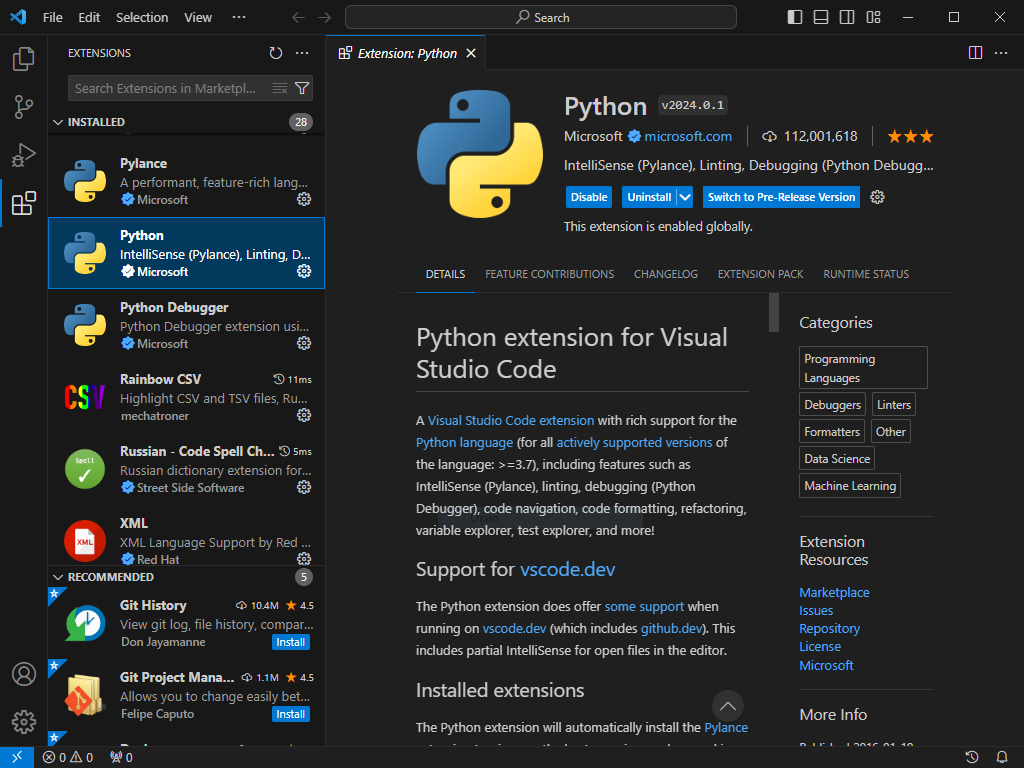 File Edit Selection View ··· Search
EXTENSIONS
Search Extensions in Marketpl...
INSTALLED 28
Pylance
A performant, feature-rich lang...
Microsoft
Python
IntelliSense (Pylance), Linting, D...
Microsoft
Python Debugger
Python Debugger extension usi...
Microsoft
Rainbow CSV 11ms
Highlight CSV and TSV files, Ru...
mechatroner
CSV
Russian - Code Spell Ch... 5ms
Russian dictionary extension for...
Street Side Software
Spell
XML
XML Language Support by Red ...
Red Hat
XML
RECOMMENDED 5
Git History 10.4M 4.5
View git log, file history, compar...
Don Jayamanne Install
Git Project Mana... 1.1M 4.5
Allows you to change easily bet...
Felipe Caputo Install
Extension: Python
Python v2024.0.1
Microsoft microsoft.com 112,001,618
IntelliSense (Pylance), Linting, Debugging (Python Debugg...
Disable Uninstall Switch to Pre-Release Version
This extension is enabled globally.
DETAILS FEATURE CONTRIBUTIONS CHANGELOG EXTENSION PACK RUNTIME STATUS
Python extension for Visual
Studio Code
A Visual Studio Code extension with rich support for the
Python language (for all actively supported versions of
the language: >=3.7), including features such as
IntelliSense (Pylance), linting, debugging (Python
Debugger), code navigation, code formatting, refactoring,
variable explorer, test explorer, and more!
Support for vscode.dev
The Python extension does offer some support when
running on vscode.dev (which includes github.dev). This
includes partial IntelliSense for open files in the editor.
Installed extensions
The Python extension will automatically install the Pylance
Categories
Programming
Languages
Debuggers Linters
Formatters Other
Data Science
Machine Learning
Extension
Resources
Marketplace
Issues
Repository
License
Microsoft
More Info
Published 2016-01-19
0 0 0